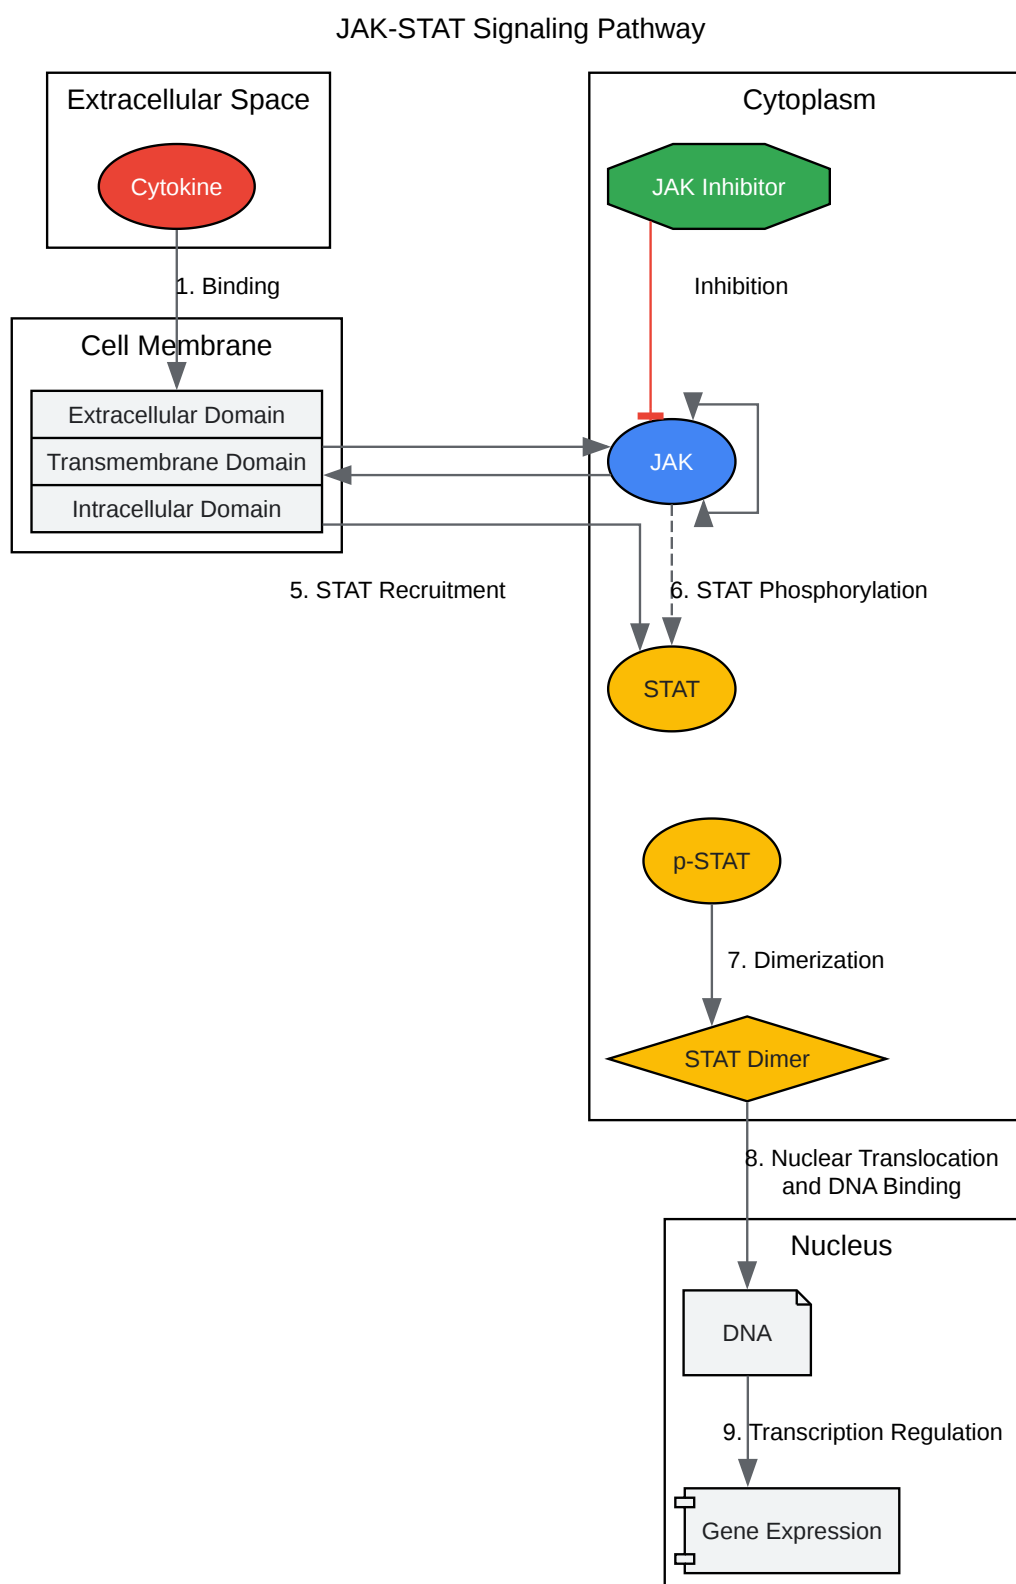 JAK-STAT Signaling Pathway
Extracellular Space
Cytokine
1. Binding
Cell Membrane
Extracellular Domain
Transmembrane Domain
Intracellular Domain
5. STAT Recruitment
Cytoplasm
JAK Inhibitor
Inhibition
JAK
6. STAT Phosphorylation
STAT
p-STAT
7. Dimerization
STAT Dimer
8. Nuclear Translocation
and DNA Binding
Nucleus
DNA
9. Transcription Regulation
Gene Expression